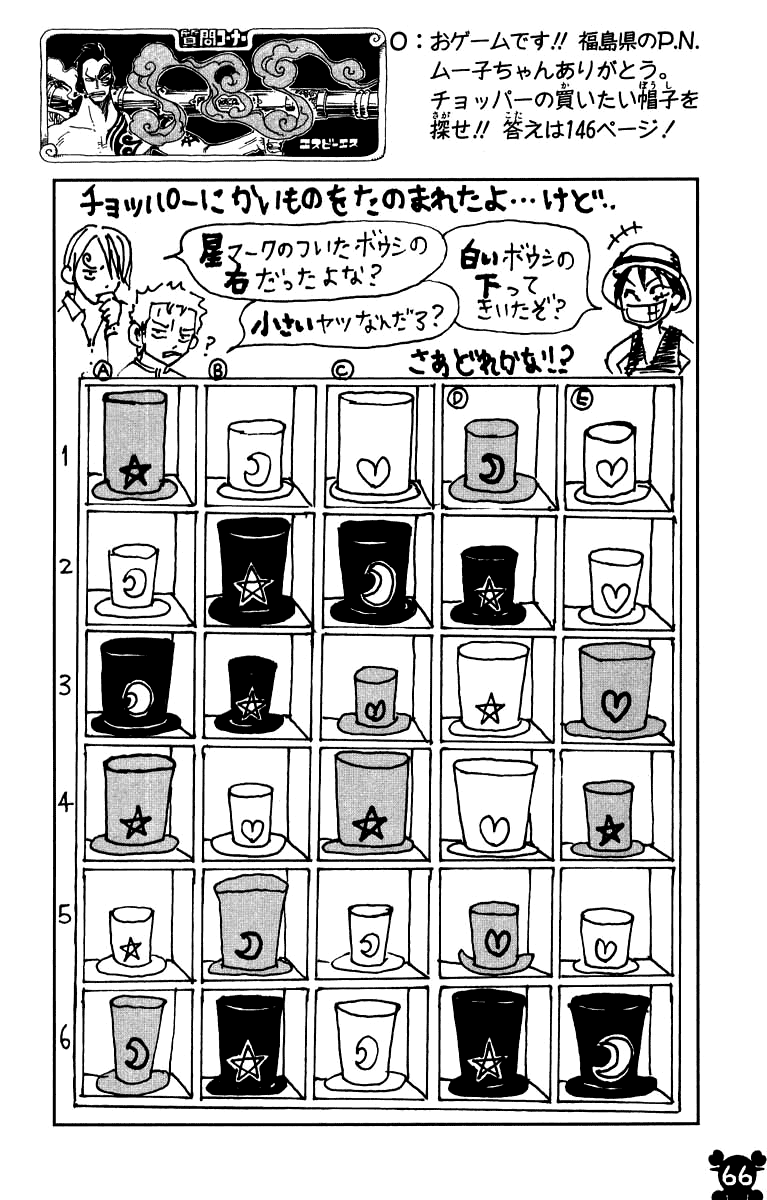 質問コーナー
SBS
エスビーエス
O：おゲームです!! 福島県のP.N.
ムー子ちゃんありがとう。
チョッパーの買いたい帽子を
探せ!! 答えは146ページ！
チョッパーにかいものをたのまれたよ…けど‥
星マークのついたボウシの
右だったよな？
小さいヤツなんだろ？
?
白いボウシの
下って
きいたぞ？
さあどれかな!?
Ⓐ Ⓑ Ⓒ Ⓓ Ⓔ
1
2
3
4
5
6
66